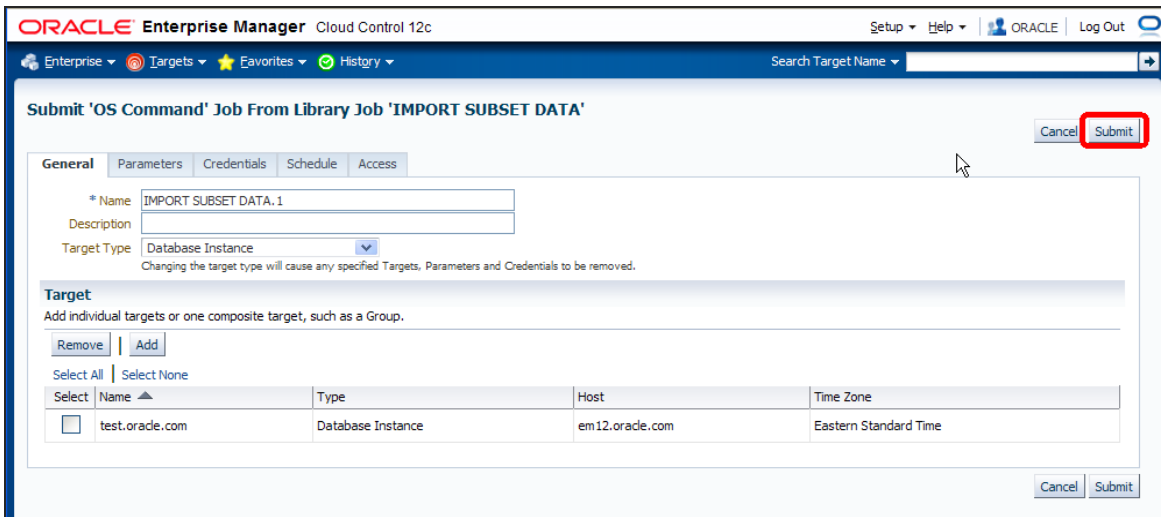 ORACLE Enterprise Manager Cloud Control 12c
Setup Help ORACLE Log Out
Enterprise Targets Favorites History Search Target Name
Submit 'OS Command' Job From Library Job 'IMPORT SUBSET DATA'
Cancel Submit
General Parameters Credentials Schedule Access
* Name IMPORT SUBSET DATA.1
Description
Target Type Database Instance
Changing the target type will cause any specified Targets, Parameters and Credentials to be removed.
Target
Add individual targets or one composite target, such as a Group.
Remove Add
Select All Select None
Select Name Type Host Time Zone
test.oracle.com Database Instance em12.oracle.com Eastern Standard Time
Cancel Submit